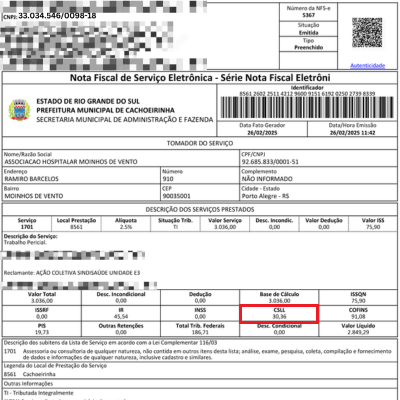 CNPJ: 33.034.546/0098-18
Número da NFS-e
5367
Situação
Emitida
Tipo
Preenchido
Autenticidade
Nota Fiscal de Serviço Eletrônica - Série Nota Fiscal Eletrôni
ESTADO DE RIO GRANDE DO SUL
PREFEITURA MUNICIPAL DE CACHOEIRINHA
SECRETARIA MUNICIPAL DE ADMINISTRAÇÃO E FAZENDA
Identificador
8561 2602 2511 4212 9600 9151 6192 0250 2739 8339
Data Fato Gerador Data/Hora Emissão
26/02/2025 26/02/2025 11:42
TOMADOR DO SERVIÇO
Nome/Razão Social CPF/CNPJ
ASSOCIACAO HOSPITALAR MOINHOS DE VENTO 92.685.833/0001-51
Endereço Número Complemento
RAMIRO BARCELOS 910 NÃO INFORMADO
Bairro CEP Cidade - Estado
MOINHOS DE VENTO 90035001 Porto Alegre - RS
DESCRIÇÃO DOS SERVIÇOS PRESTADOS
Serviço Local Prestação Alíquota Situação Trib. Valor Serviço Desc. Incondic. Valor Dedução Valor ISS
1701 8561 2.5% TI 3.036,00 0,00 0,00 75,90
Descrição do Serviço:
Trabalho Pericial.
Reclamante: AÇÃO COLETIVA SINDISAÚDE UNIDADE E3
Valor Total Desc. Incondicional Dedução Base de Cálculo ISSQN
3.036,00 0,00 0,00 3.036,00 75,90
ISSRF IR INSS CSLL COFINS
0,00 45,54 0,00 30,36 91,08
PIS Outras Retenções Total Trib. Federais Desc. Condicional Valor Líquido
19,73 0,00 186,71 0,00 2.849,29
Descrição dos subitens da Lista de Serviço em acordo com a Lei Complementar 116/03
1701 Assessoria ou consultoria de qualquer natureza, não contida em outros itens desta lista; análise, exame, pesquisa, coleta, compilação e fornecimento
de dados e informações de qualquer natureza, inclusive cadastro e similares.
Legenda do Local de Prestação do Serviço
8561 Cachoeirinha
Outras Informações
TI - Tributada Integralmente